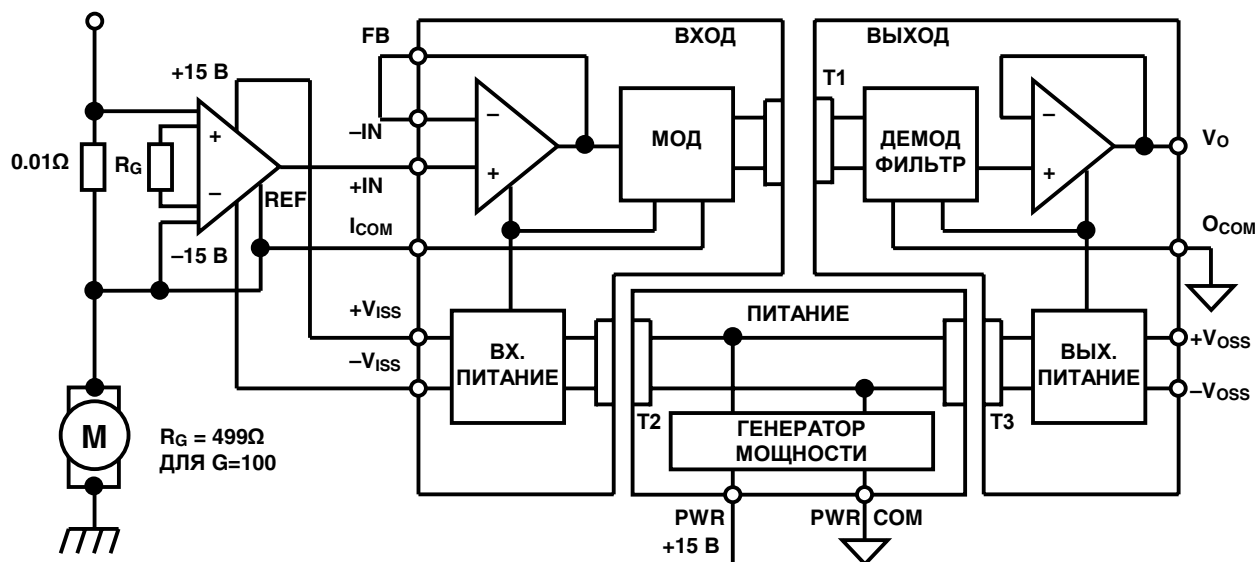 FB
ВХОД
ВЫХОД
+15 В
T1
–IN
МОД
ДЕМОД
ФИЛЬТР
VO
0.01Ω
RG
+IN
REF
ICOM
OCOM
–15 В
+VISS
ПИТАНИЕ
+VOSS
–VISS
ВХ.
ПИТАНИЕ
ВЫХ.
ПИТАНИЕ
–VOSS
T2
T3
ГЕНЕРАТОР
МОЩНОСТИ
M
RG = 499Ω
ДЛЯ G=100
PWR
PWR COM
+15 В
+
–
–
+
–
+